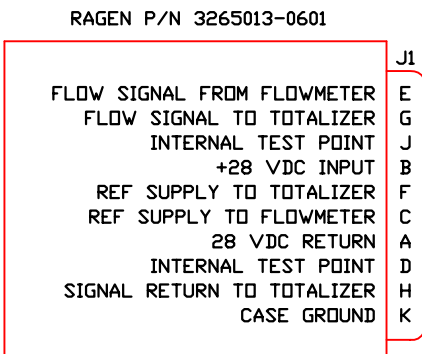 RAGEN P/N 3265013-0601
J1
FLOW SIGNAL FROM FLOWMETER E
FLOW SIGNAL TO TOTALIZER G
INTERNAL TEST POINT J
+28 VDC INPUT B
REF SUPPLY TO TOTALIZER F
REF SUPPLY TO FLOWMETER C
28 VDC RETURN A
INTERNAL TEST POINT D
SIGNAL RETURN TO TOTALIZER H
CASE GROUND K